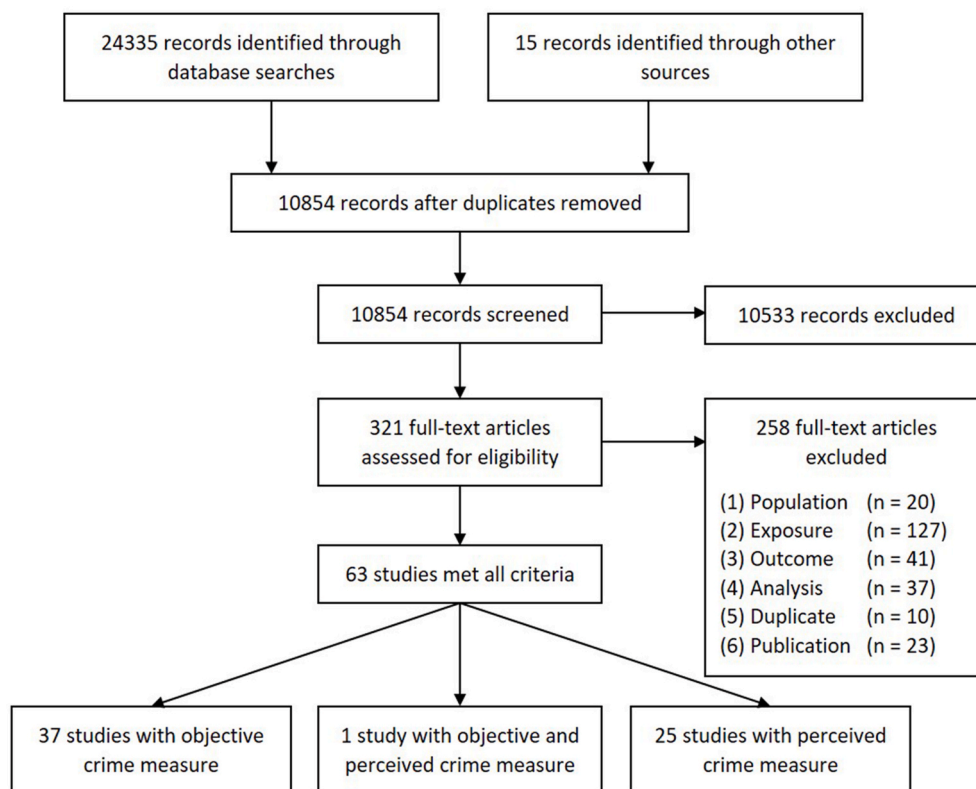 24335 records identified through
database searches
15 records identified through other
sources
10854 records after duplicates removed
10854 records screened
10533 records excluded
321 full-text articles
assessed for eligibility
258 full-text articles
excluded
(1) Population (n = 20)
(2) Exposure (n = 127)
(3) Outcome (n = 41)
(4) Analysis (n = 37)
(5) Duplicate (n = 10)
(6) Publication (n = 23)
63 studies met all criteria
37 studies with objective
crime measure
1 study with objective and
perceived crime measure
25 studies with perceived
crime measure